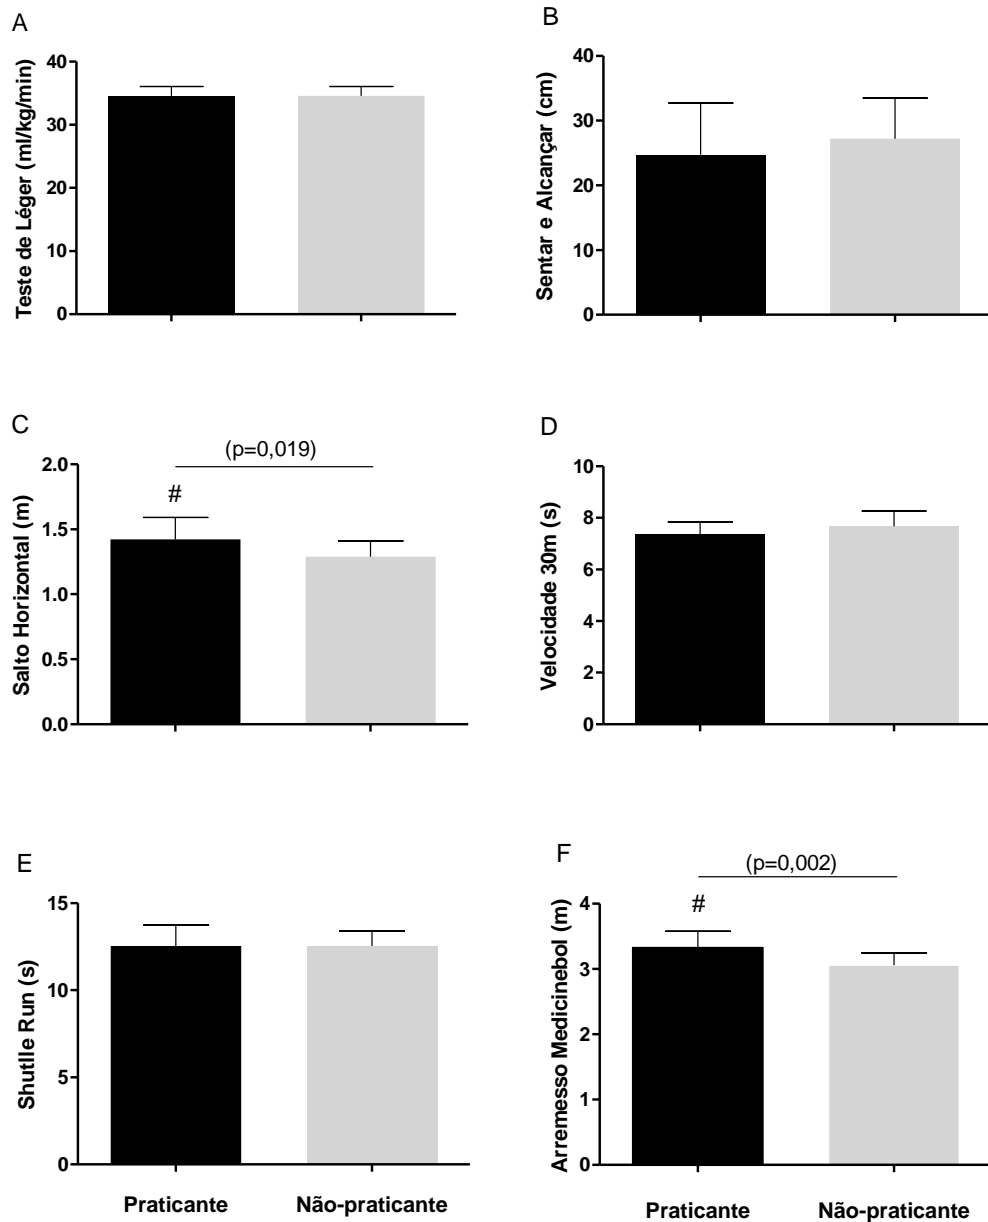 A
Teste de Léger (ml/kg/min)
40
30
20
10
0
B
Sentar e Alcançar (cm)
40
30
20
10
0
C
(p=0,019)
#
Salto Horizontal (m)
2.0
1.5
1.0
0.5
0.0
D
Velocidade 30m (s)
10
8
6
4
2
0
E
Shutlle Run (s)
15
10
5
0
Praticante
Não-praticante
F
(p=0,002)
#
Arremesso Medicinebol (m)
4
3
2
1
0
Praticante
Não-praticante